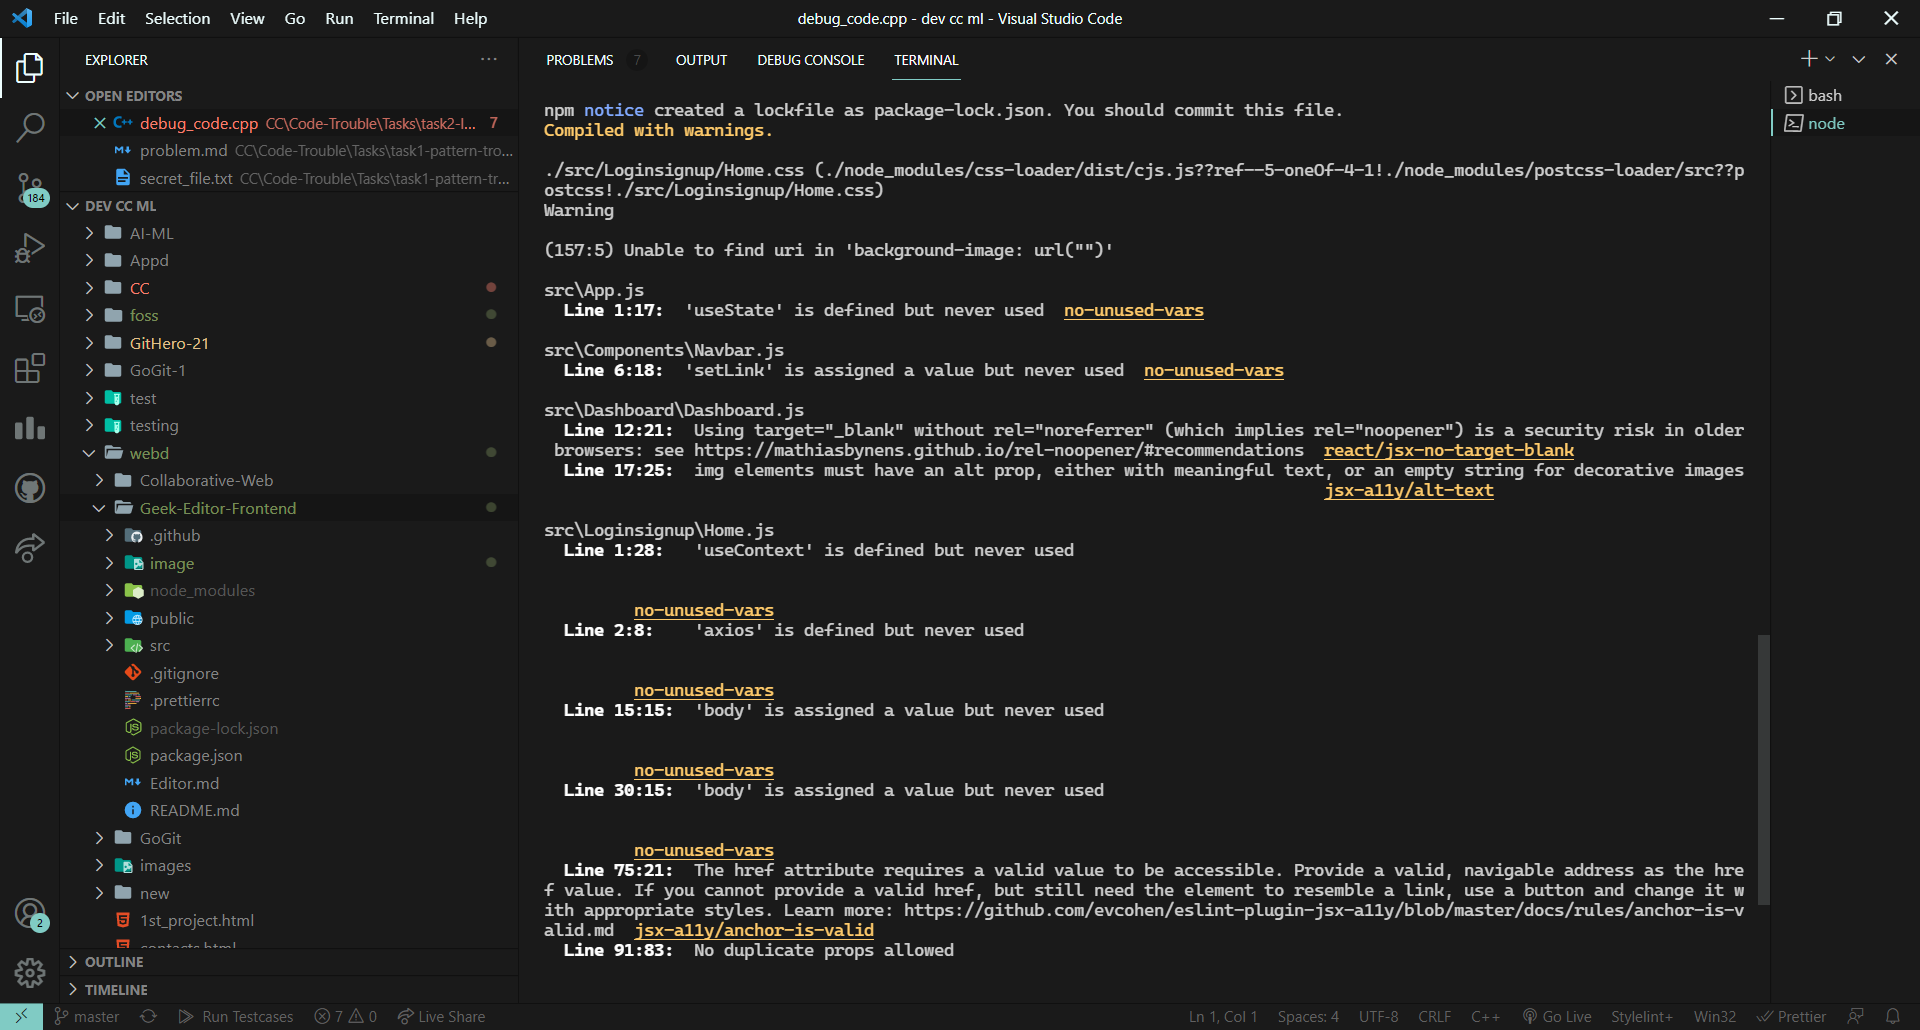 File Edit Selection View Go Run Terminal Help
debug_code.cpp - dev cc ml - Visual Studio Code
EXPLORER
OPEN EDITORS
debug_code.cpp CC\Code-Trouble\Tasks\task2-l... 7
problem.md CC\Code-Trouble\Tasks\task1-pattern-tro...
secret_file.txt CC\Code-Trouble\Tasks\task1-pattern-tr...
184
DEV CC ML
AI-ML
Appd
CC
foss
GitHero-21
GoGit-1
test
testing
webd
Collaborative-Web
Geek-Editor-Frontend
.github
image
node_modules
public
src
.gitignore
.prettierrc
package-lock.json
package.json
Editor.md
README.md
GoGit
images
new
1st_project.html
contacts.html
2
OUTLINE
TIMELINE
PROBLEMS 7 OUTPUT DEBUG CONSOLE TERMINAL
npm notice created a lockfile as package-lock.json. You should commit this file.
Compiled with warnings.
./src/Loginsignup/Home.css (./node_modules/css-loader/dist/cjs.js??ref--5-oneOf-4-1!./node_modules/postcss-loader/src??p
ostcss!./src/Loginsignup/Home.css)
Warning
(157:5) Unable to find uri in 'background-image: url("")'
src\App.js
Line 1:17: 'useState' is defined but never used no-unused-vars
src\Components\Navbar.js
Line 6:18: 'setLink' is assigned a value but never used no-unused-vars
src\Dashboard\Dashboard.js
Line 12:21: Using target="_blank" without rel="noreferrer" (which implies rel="noopener") is a security risk in older
browsers: see https://mathiasbynens.github.io/rel-noopener/#recommendations react/jsx-no-target-blank
Line 17:25: img elements must have an alt prop, either with meaningful text, or an empty string for decorative images
jsx-a11y/alt-text
src\Loginsignup\Home.js
Line 1:28: 'useContext' is defined but never used
no-unused-vars
Line 2:8: 'axios' is defined but never used
no-unused-vars
Line 15:15: 'body' is assigned a value but never used
no-unused-vars
Line 30:15: 'body' is assigned a value but never used
no-unused-vars
Line 75:21: The href attribute requires a valid value to be accessible. Provide a valid, navigable address as the hre
f value. If you cannot provide a valid href, but still need the element to resemble a link, use a button and change it w
ith appropriate styles. Learn more: https://github.com/evcohen/eslint-plugin-jsx-a11y/blob/master/docs/rules/anchor-is-v
alid.md jsx-a11y/anchor-is-valid
Line 91:83: No duplicate props allowed
bash
node
master Run Testcases 7 0 Live Share
Ln 1, Col 1 Spaces: 4 UTF-8 CRLF C++ Go Live Stylelint+ Win32 Prettier